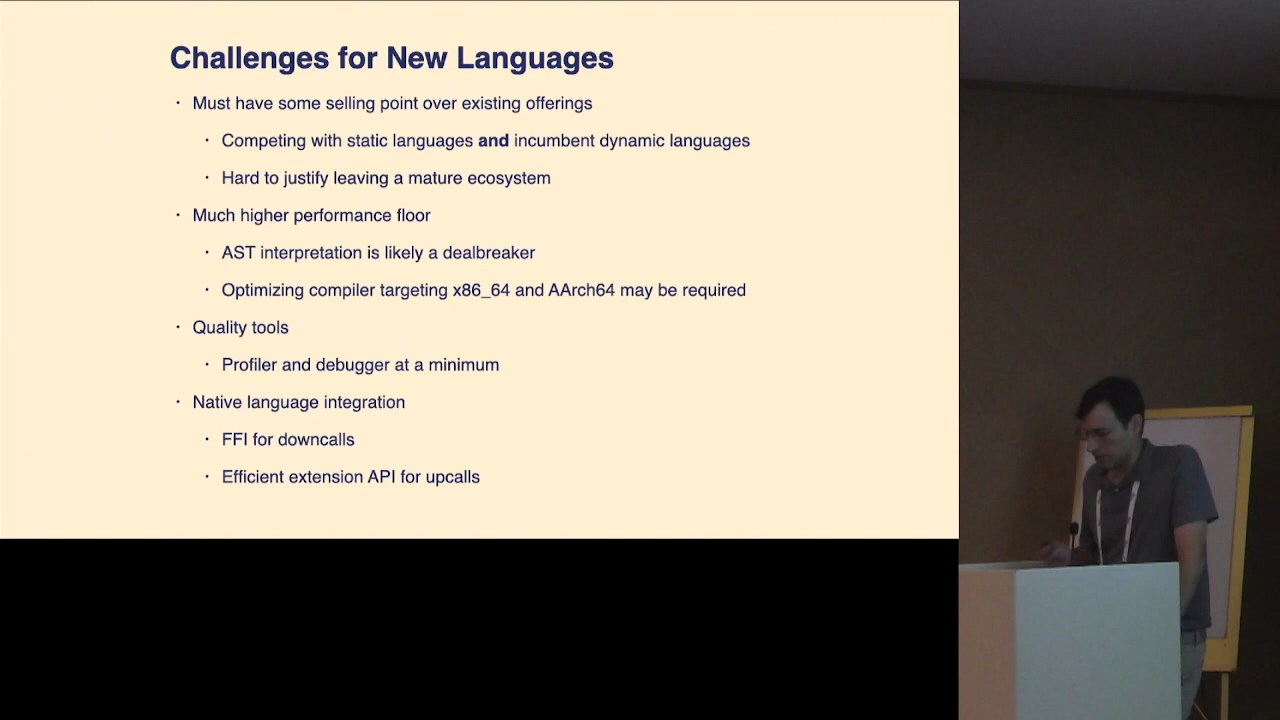 Challenges for New Languages
· Must have some selling point over existing offerings
· Competing with static languages and incumbent dynamic languages
· Hard to justify leaving a mature ecosystem
· Much higher performance floor
· AST interpretation is likely a dealbreaker
· Optimizing compiler targeting x86_64 and AArch64 may be required
· Quality tools
· Profiler and debugger at a minimum
· Native language integration
· FFI for downcalls
· Efficient extension API for upcalls